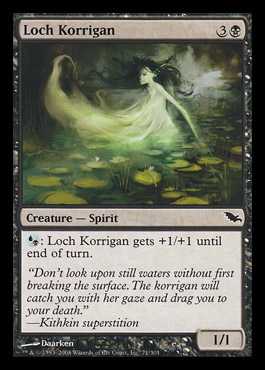 Loch Korrigan 3
Creature — Spirit
: Loch Korrigan gets +1/+1 until
end of turn.
"Don't look upon still waters without first
breaking the surface. The korrigan will
catch you with her gaze and drag you to
your death."
—Kithkin superstition
Daarken
1/1
™ & © 1993–2008 Wizards of the Coast, Inc. 71/301